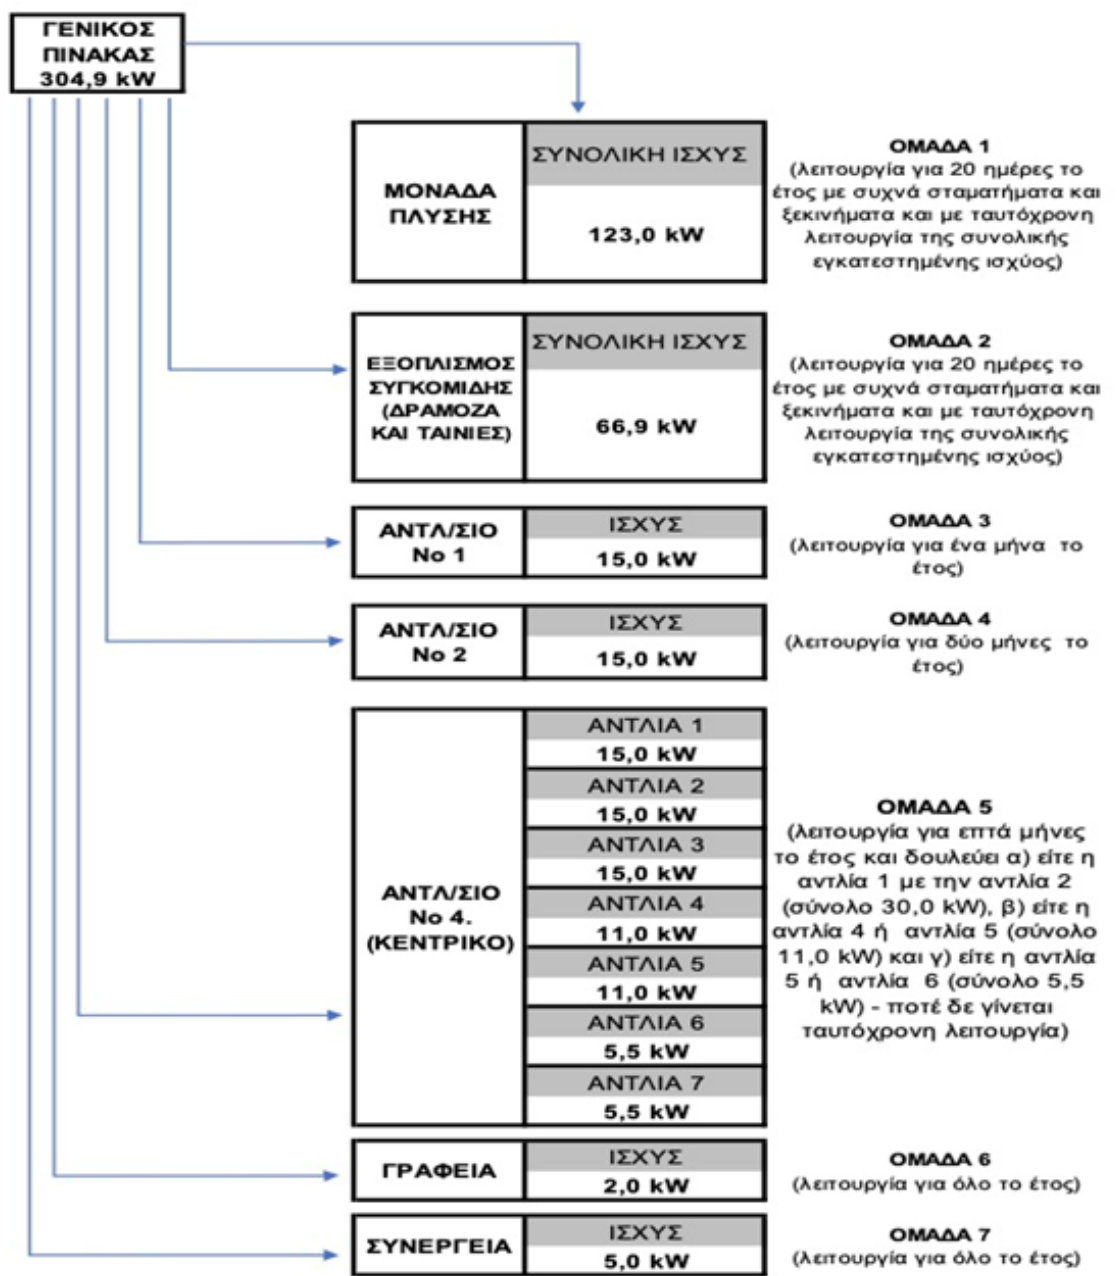 ΓΕΝΙΚΟΣ
ΠΙΝΑΚΑΣ
304,9 kW
ΜΟΝΑΔΑ
ΠΛΥΣΗΣ
ΣΥΝΟΛΙΚΗ ΙΣΧΥΣ
123,0 kW
ΟΜΑΔΑ 1
(λειτουργία για 20 ημέρες το
έτος με συχνά σταματήματα και
ξεκινήματα και με ταυτόχρονη
λειτουργία της συνολικής
εγκατεστημένης ισχύος)
ΕΞΟΠΛΙΣΜΟΣ
ΣΥΓΚΟΜΙΔΗΣ
(ΔΡΑΜΟΖΑ
ΚΑΙ ΤΑΙΝΙΕΣ)
ΣΥΝΟΛΙΚΗ ΙΣΧΥΣ
66,9 kW
ΟΜΑΔΑ 2
(λειτουργία για 20 ημέρες το
έτος με συχνά σταματήματα και
ξεκινήματα και με ταυτόχρονη
λειτουργία της συνολικής
εγκατεστημένης ισχύος)
ΑΝΤΛ/ΣΙΟ
Νο 1
ΙΣΧΥΣ
15,0 kW
ΟΜΑΔΑ 3
(λειτουργία για ένα μήνα το
έτος)
ΑΝΤΛ/ΣΙΟ
Νο 2
ΙΣΧΥΣ
15,0 kW
ΟΜΑΔΑ 4
(λειτουργία για δύο μήνες το
έτος)
ΑΝΤΛ/ΣΙΟ
Νο 4.
(ΚΕΝΤΡΙΚΟ)
ΑΝΤΛΙΑ 1
15,0 kW
ΑΝΤΛΙΑ 2
15,0 kW
ΑΝΤΛΙΑ 3
15,0 kW
ΑΝΤΛΙΑ 4
11,0 kW
ΑΝΤΛΙΑ 5
11,0 kW
ΑΝΤΛΙΑ 6
5,5 kW
ΑΝΤΛΙΑ 7
5,5 kW
ΟΜΑΔΑ 5
(λειτουργία για επτά μήνες
το έτος και δουλεύει α) είτε η
αντλία 1 με την αντλία 2
(σύνολο 30,0 kW), β) είτε η
αντλία 4 ή αντλία 5 (σύνολο
11,0 kW) και γ) είτε η αντλία
5 ή αντλία 6 (σύνολο 5,5
kW) - ποτέ δε γίνεται
ταυτόχρονη λειτουργία)
ΓΡΑΦΕΙΑ
ΙΣΧΥΣ
2,0 kW
ΟΜΑΔΑ 6
(λειτουργία για όλο το έτος)
ΣΥΝΕΡΓΕΙΑ
ΙΣΧΥΣ
5,0 kW
ΟΜΑΔΑ 7
(λειτουργία για όλο το έτος)